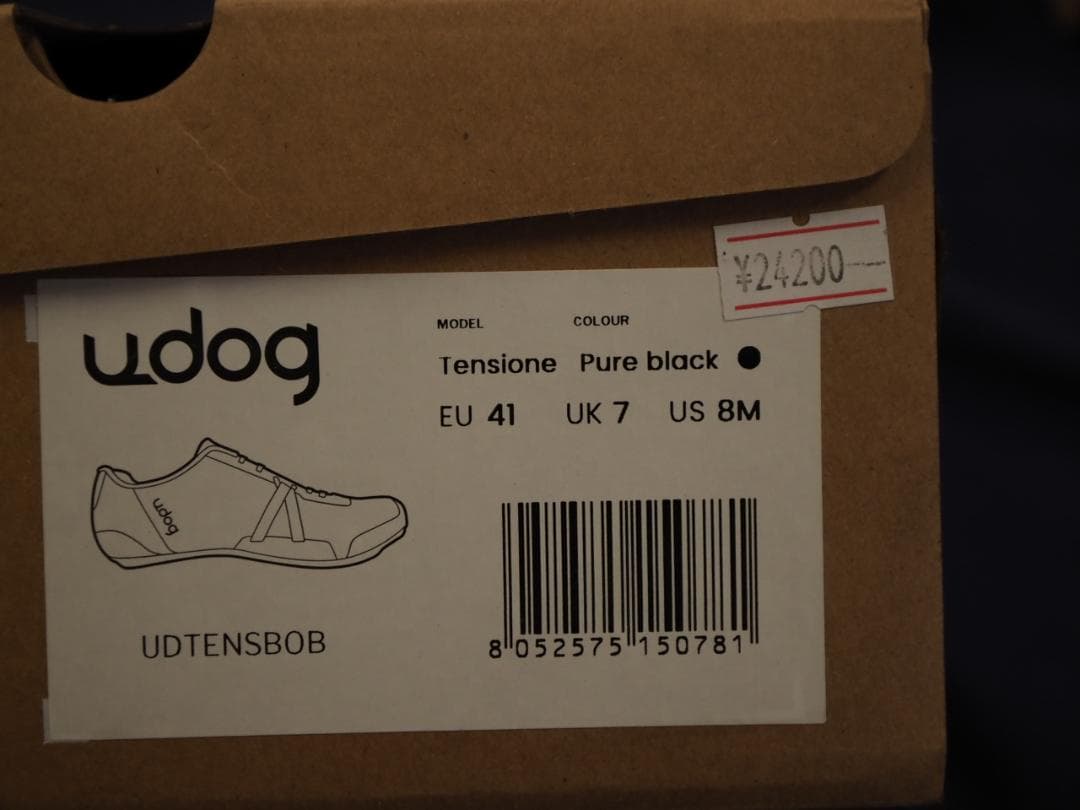 ¥24200-
udog
MODEL COLOUR
Tensione Pure black
EU 41 UK 7 US 8M
udog
UDTENSBOB
8 052575 150781